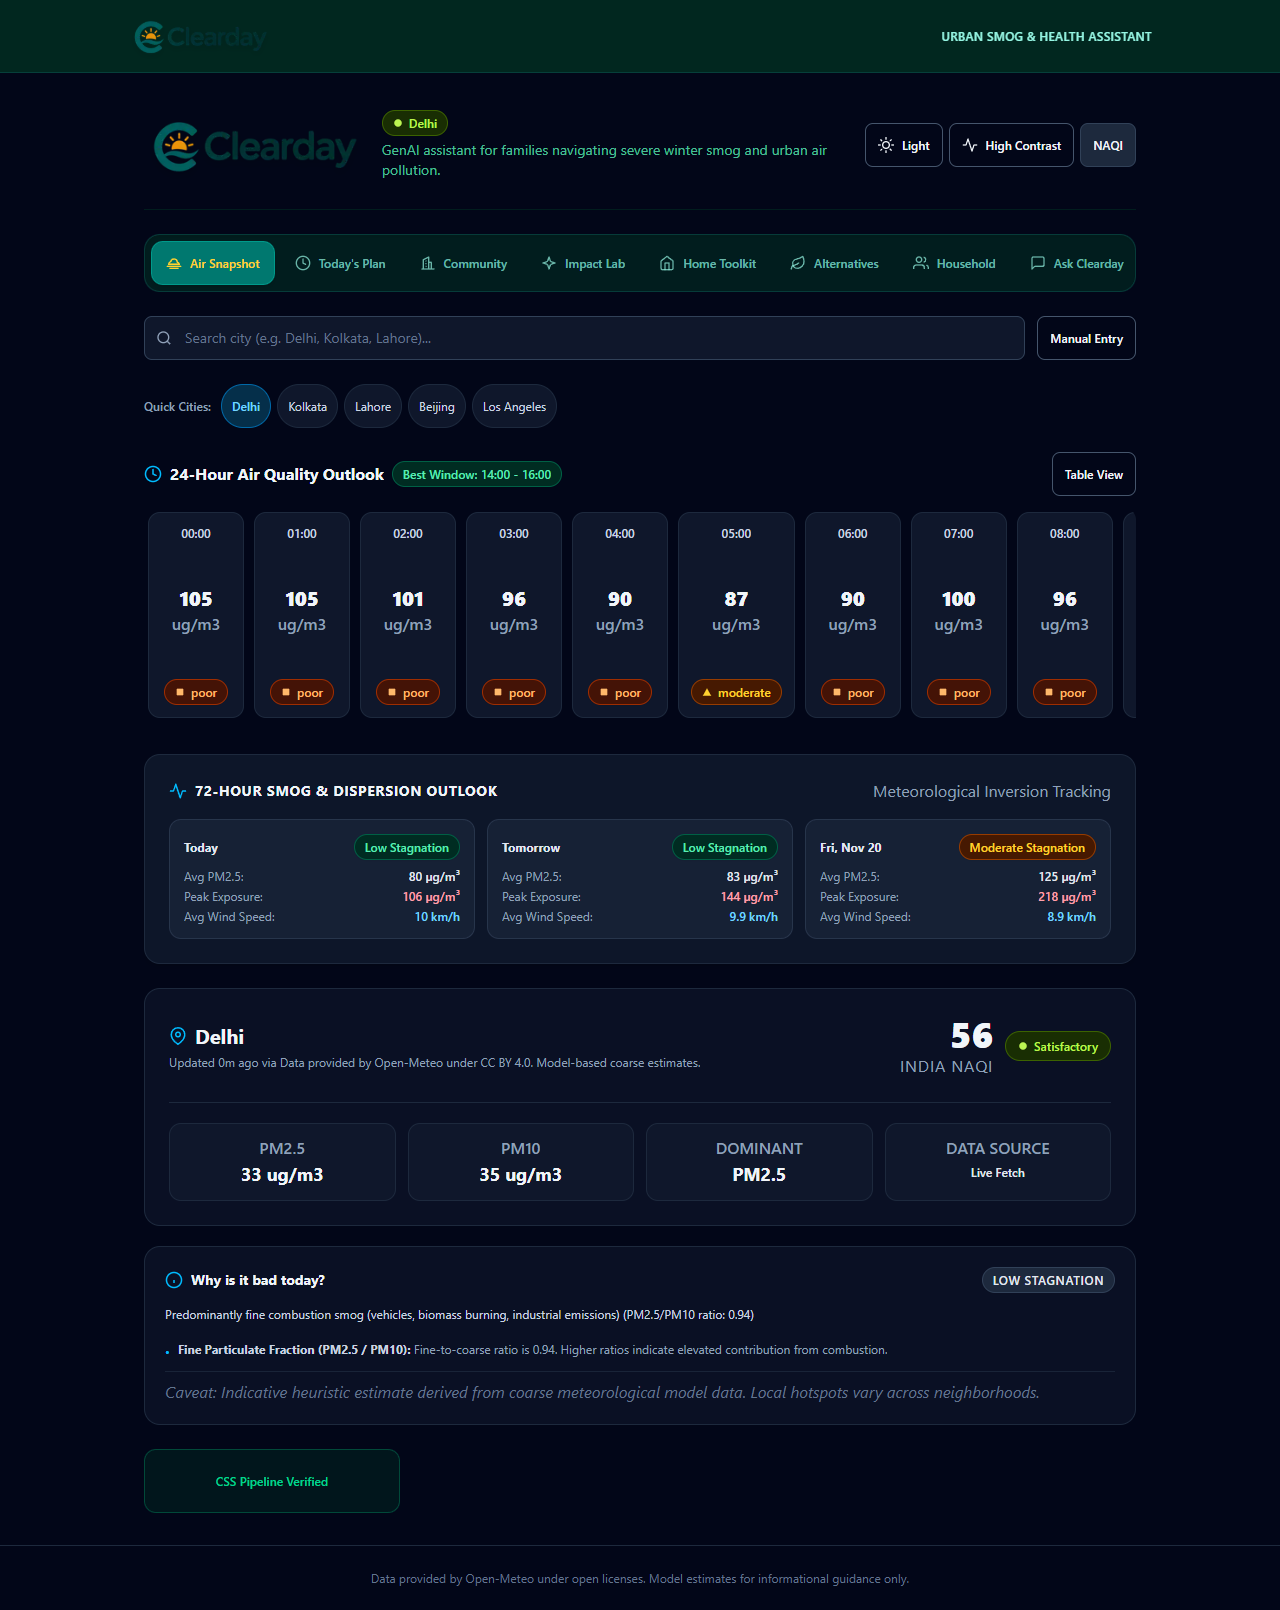 Clearday
URBAN SMOG & HEALTH ASSISTANT
Clearday
Delhi
GenAI assistant for families navigating severe winter smog and urban air
pollution.
Light
High Contrast
NAQI
Air Snapshot
Today's Plan
Community
Impact Lab
Home Toolkit
Alternatives
Household
Ask Clearday
Search city (e.g. Delhi, Kolkata, Lahore)...
Manual Entry
Quick Cities:
Delhi
Kolkata
Lahore
Beijing
Los Angeles
24-Hour Air Quality Outlook
Best Window: 14:00 - 16:00
Table View
00:00
105
ug/m3
poor
01:00
105
ug/m3
poor
02:00
101
ug/m3
poor
03:00
96
ug/m3
poor
04:00
90
ug/m3
poor
05:00
87
ug/m3
moderate
06:00
90
ug/m3
poor
07:00
100
ug/m3
poor
08:00
96
ug/m3
poor
72-HOUR SMOG & DISPERSION OUTLOOK
Meteorological Inversion Tracking
Today
Low Stagnation
Avg PM2.5: 80 µg/m³
Peak Exposure: 106 µg/m³
Avg Wind Speed: 10 km/h
Tomorrow
Low Stagnation
Avg PM2.5: 83 µg/m³
Peak Exposure: 144 µg/m³
Avg Wind Speed: 9.9 km/h
Fri, Nov 20
Moderate Stagnation
Avg PM2.5: 125 µg/m³
Peak Exposure: 218 µg/m³
Avg Wind Speed: 8.9 km/h
Delhi
Updated 0m ago via Data provided by Open-Meteo under CC BY 4.0. Model-based coarse estimates.
56
INDIA NAQI
Satisfactory
PM2.5
33 ug/m3
PM10
35 ug/m3
DOMINANT
PM2.5
DATA SOURCE
Live Fetch
Why is it bad today?
LOW STAGNATION
Predominantly fine combustion smog (vehicles, biomass burning, industrial emissions) (PM2.5/PM10 ratio: 0.94)
• Fine Particulate Fraction (PM2.5 / PM10): Fine-to-coarse ratio is 0.94. Higher ratios indicate elevated contribution from combustion.
Caveat: Indicative heuristic estimate derived from coarse meteorological model data. Local hotspots vary across neighborhoods.
CSS Pipeline Verified
Data provided by Open-Meteo under open licenses. Model estimates for informational guidance only.